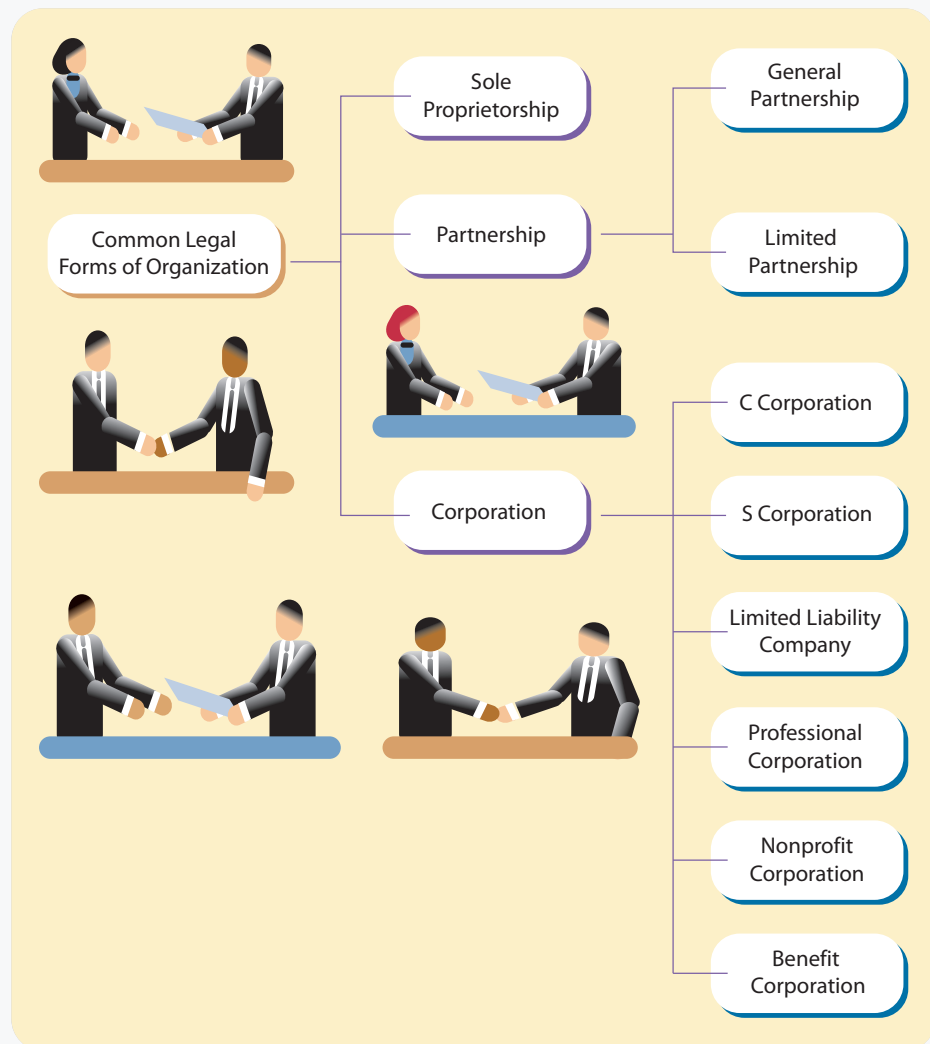 Common Legal
Forms of Organization
Sole
Proprietorship
Partnership
General
Partnership
Limited
Partnership
Corporation
C Corporation
S Corporation
Limited Liability
Company
Professional
Corporation
Nonprofit
Corporation
Benefit
Corporation